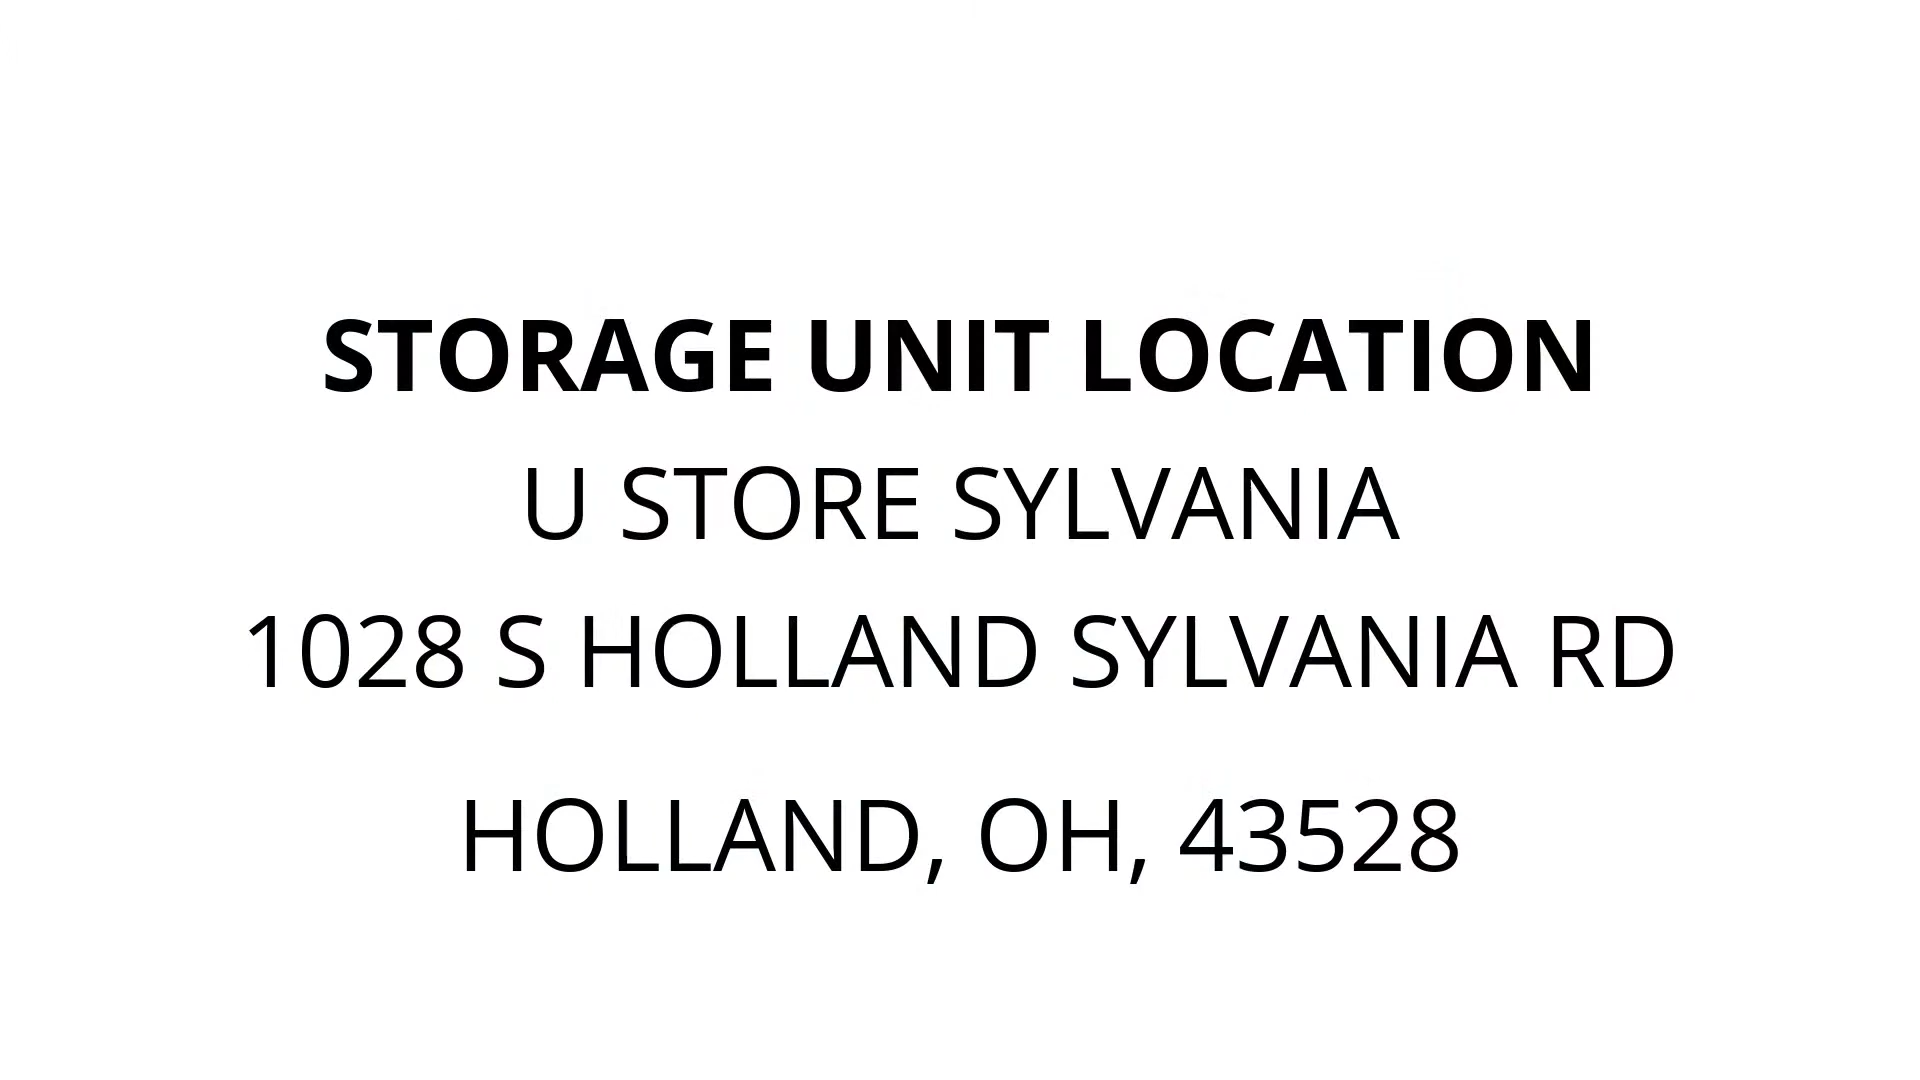 STORAGE UNIT LOCATION
U STORE SYLVANIA
1028 S HOLLAND SYLVANIA RD
HOLLAND, OH, 43528